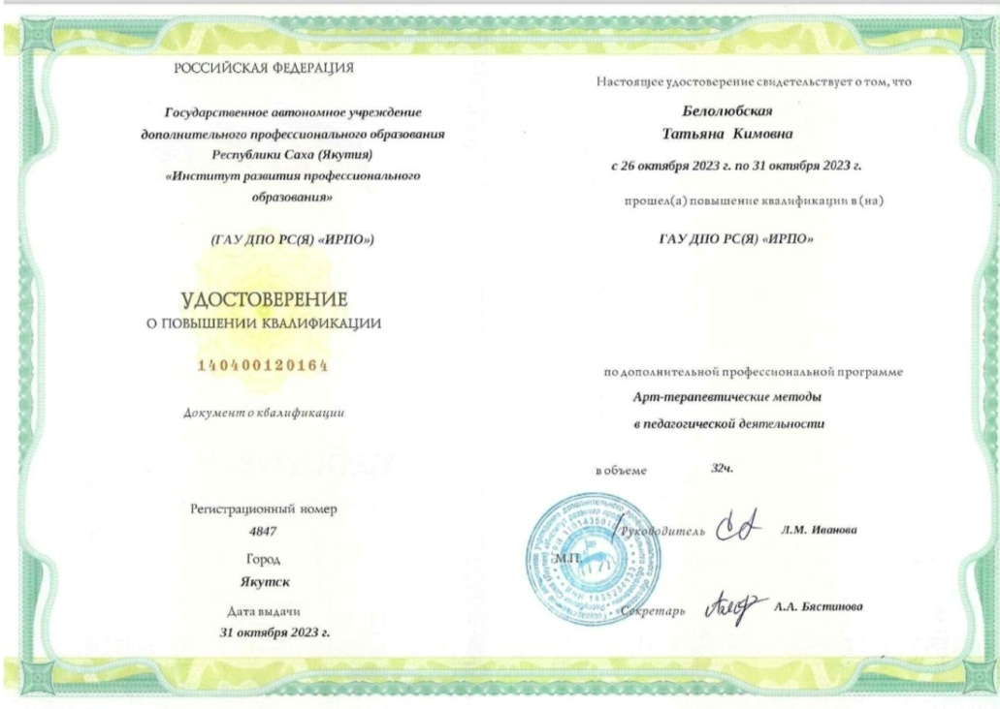 РОССИЙСКАЯ ФЕДЕРАЦИЯ
Государственное автономное учреждение
дополнительного профессионального образования
Республики Саха (Якутия)
«Институт развития профессионального
образования»
(ГАУ ДПО РС(Я) «ИРПО»)
УДОСТОВЕРЕНИЕ
О ПОВЫШЕНИИ КВАЛИФИКАЦИИ
140400120164
Документ о квалификации
Регистрационный номер
4847
Город
Якутск
Дата выдачи
31 октября 2023 г.
Настоящее удостоверение свидетельствует о том, что
Белолюбская
Татьяна Кимовна
с 26 октября 2023 г. по 31 октября 2023 г.
прошел(а) повышение квалификации в (на)
ГАУ ДПО РС(Я) «ИРПО»
по дополнительной профессиональной программе
Арт-терапевтические методы
в педагогической деятельности
в объеме 32ч.
Руководитель Л.М. Иванова
М.П.
Секретарь А.А. Бястинова